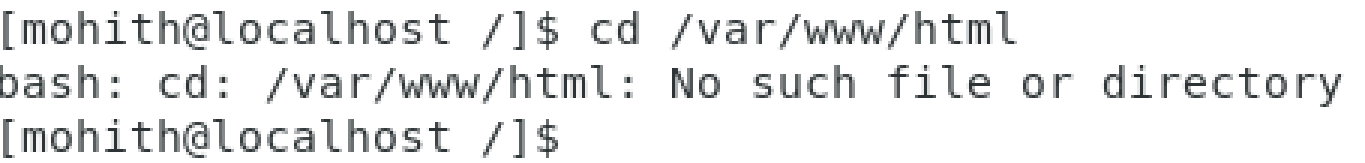 [mohith@localhost /]$ cd /var/www/html
bash: cd: /var/www/html: No such file or directory
[mohith@localhost /]$